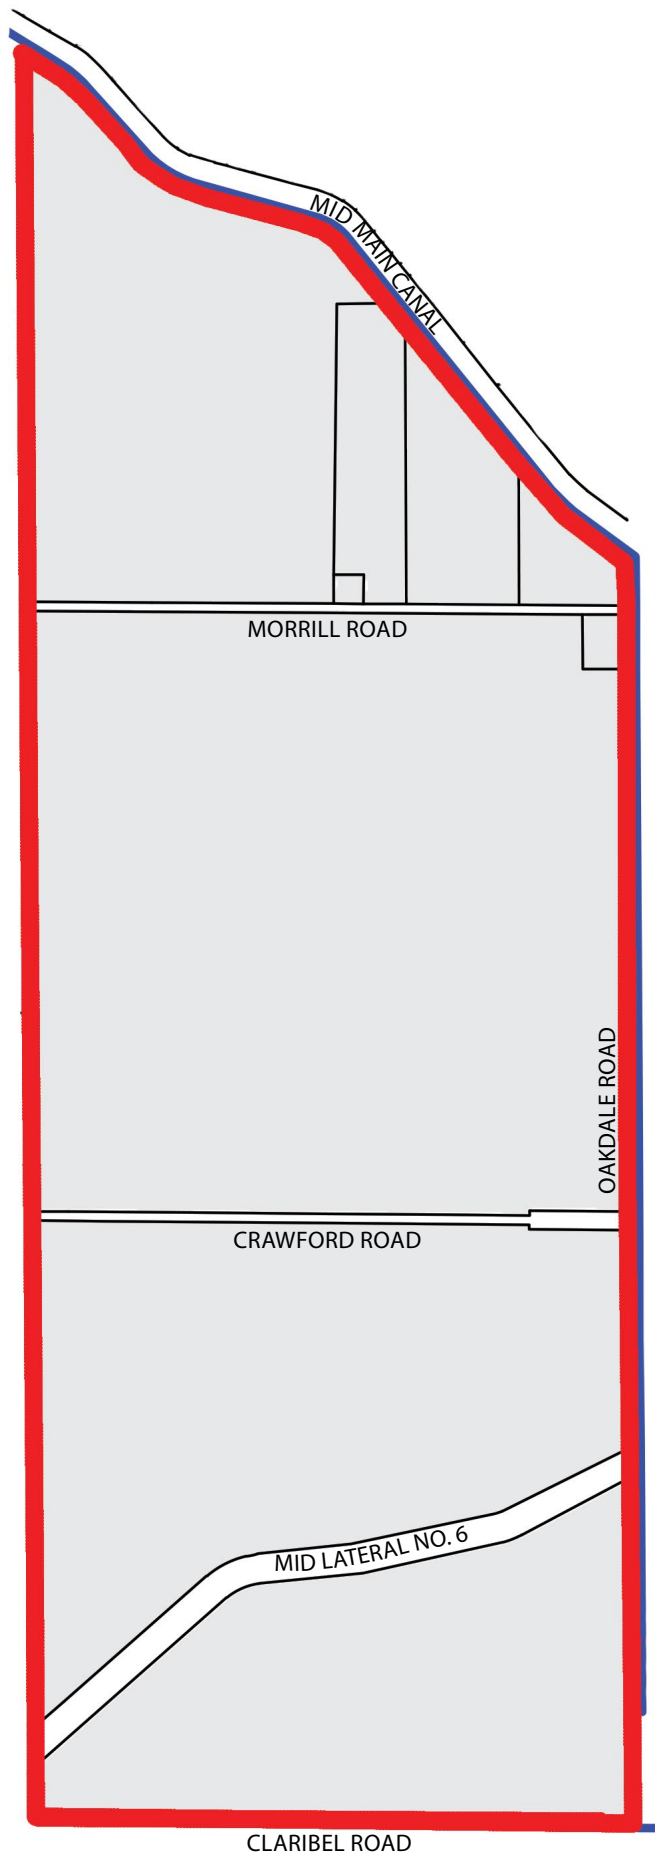 MID MAIN CANAL
MORRILL ROAD
OAKDALE ROAD
CRAWFORD ROAD
MID LATERAL NO. 6
CLARIBEL ROAD